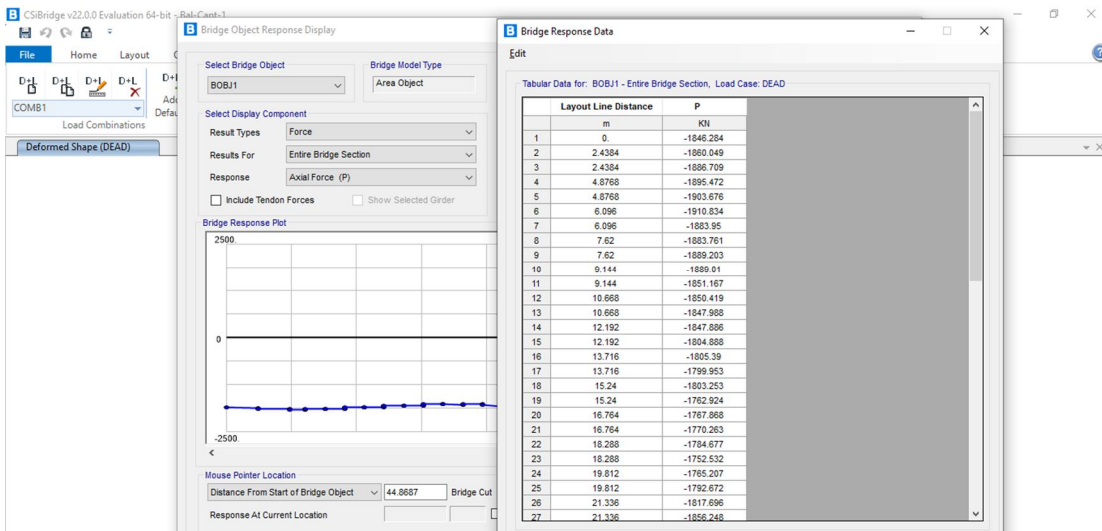 CSiBridge v22.0.0 Evaluation 64-bit - Bal-Cant-1
File Home Layout
D+L D+L D+L D+L D+L
COMB1
Load Combinations
Deformed Shape (DEAD)
Bridge Object Response Display
Select Bridge Object
BOBJ1
Bridge Model Type
Area Object
Select Display Component
Result Types Force
Results For Entire Bridge Section
Response Axial Force (P)
Include Tendon Forces Show Selected Girder
Bridge Response Plot
2500.
0
-2500.
<
Mouse Pointer Location
Distance From Start of Bridge Object 44.8687 Bridge Cut
Response At Current Location
Bridge Response Data
Edit
Tabular Data for: BOBJ1 - Entire Bridge Section, Load Case: DEAD
Layout Line Distance P
m KN
1 0. -1846.284
2 2.4384 -1860.049
3 2.4384 -1886.709
4 4.8768 -1895.472
5 4.8768 -1903.676
6 6.096 -1910.834
7 6.096 -1883.95
8 7.62 -1883.761
9 7.62 -1889.203
10 9.144 -1889.01
11 9.144 -1851.167
12 10.668 -1850.419
13 10.668 -1847.988
14 12.192 -1847.886
15 12.192 -1804.888
16 13.716 -1805.39
17 13.716 -1799.953
18 15.24 -1803.253
19 15.24 -1762.924
20 16.764 -1767.868
21 16.764 -1770.263
22 18.288 -1784.677
23 18.288 -1752.532
24 19.812 -1765.207
25 19.812 -1792.672
26 21.336 -1817.696
27 21.336 -1856.248